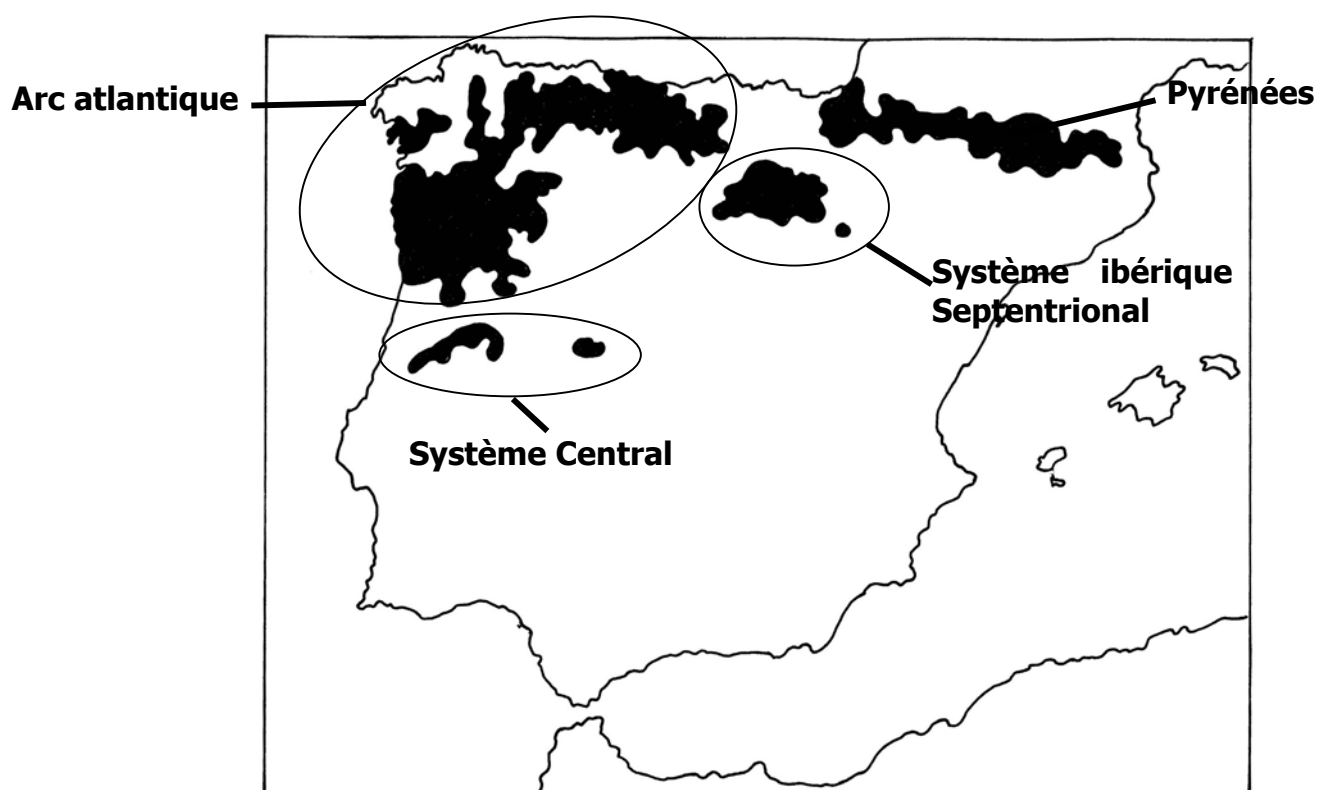 Arc atlantique
Pyrénées
Système ibérique
Septentrional
Système Central